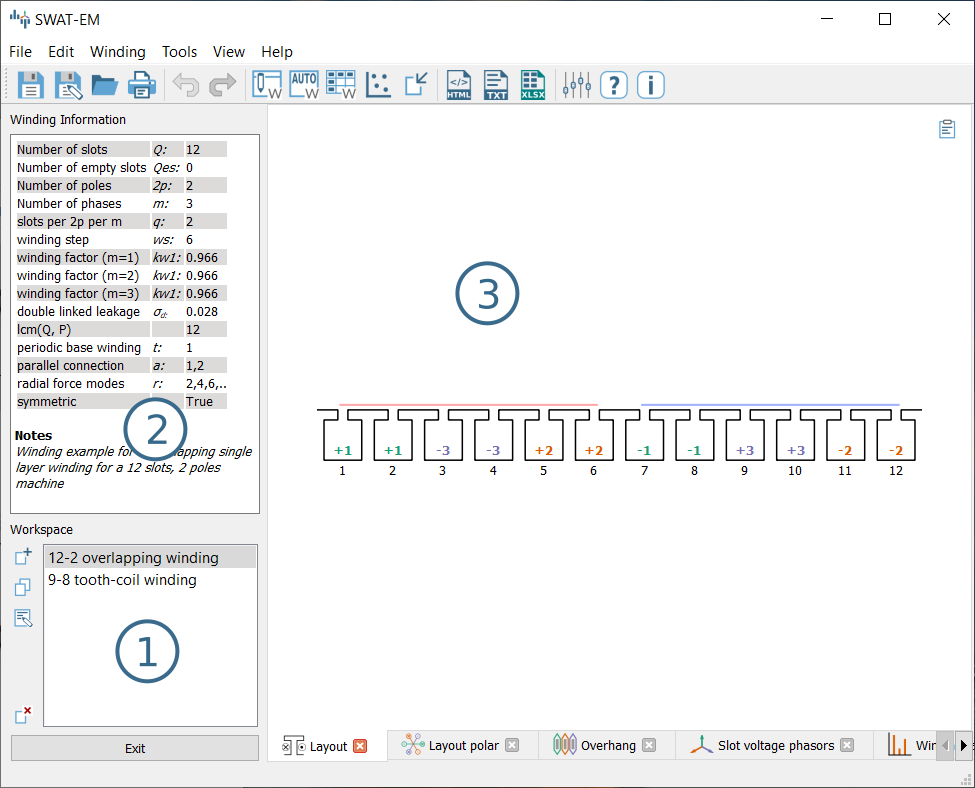 SWAT-EM
File Edit Winding Tools View Help
W AUTO W W </> HTML TXT XLSX ? i
Winding Information
Number of slots Q: 12
Number of empty slots Qes: 0
Number of poles 2p: 2
Number of phases m: 3
slots per 2p per m q: 2
winding step ws: 6
winding factor (m=1) kw1: 0.966
winding factor (m=2) kw1: 0.966
winding factor (m=3) kw1: 0.966
double linked leakage σd: 0.028
lcm(Q, P) 12
periodic base winding t: 1
parallel connection a: 1,2
radial force modes r: 2,4,6,..
symmetric True
2
Notes
Winding example for apping single
layer winding for a 12 slots, 2 poles
machine
3
+1 +1 -3 -3 +2 +2 -1 -1 +3 +3 -2 -2
1 2 3 4 5 6 7 8 9 10 11 12
Workspace
12-2 overlapping winding
9-8 tooth-coil winding
1
Exit
Layout Layout polar Overhang Slot voltage phasors